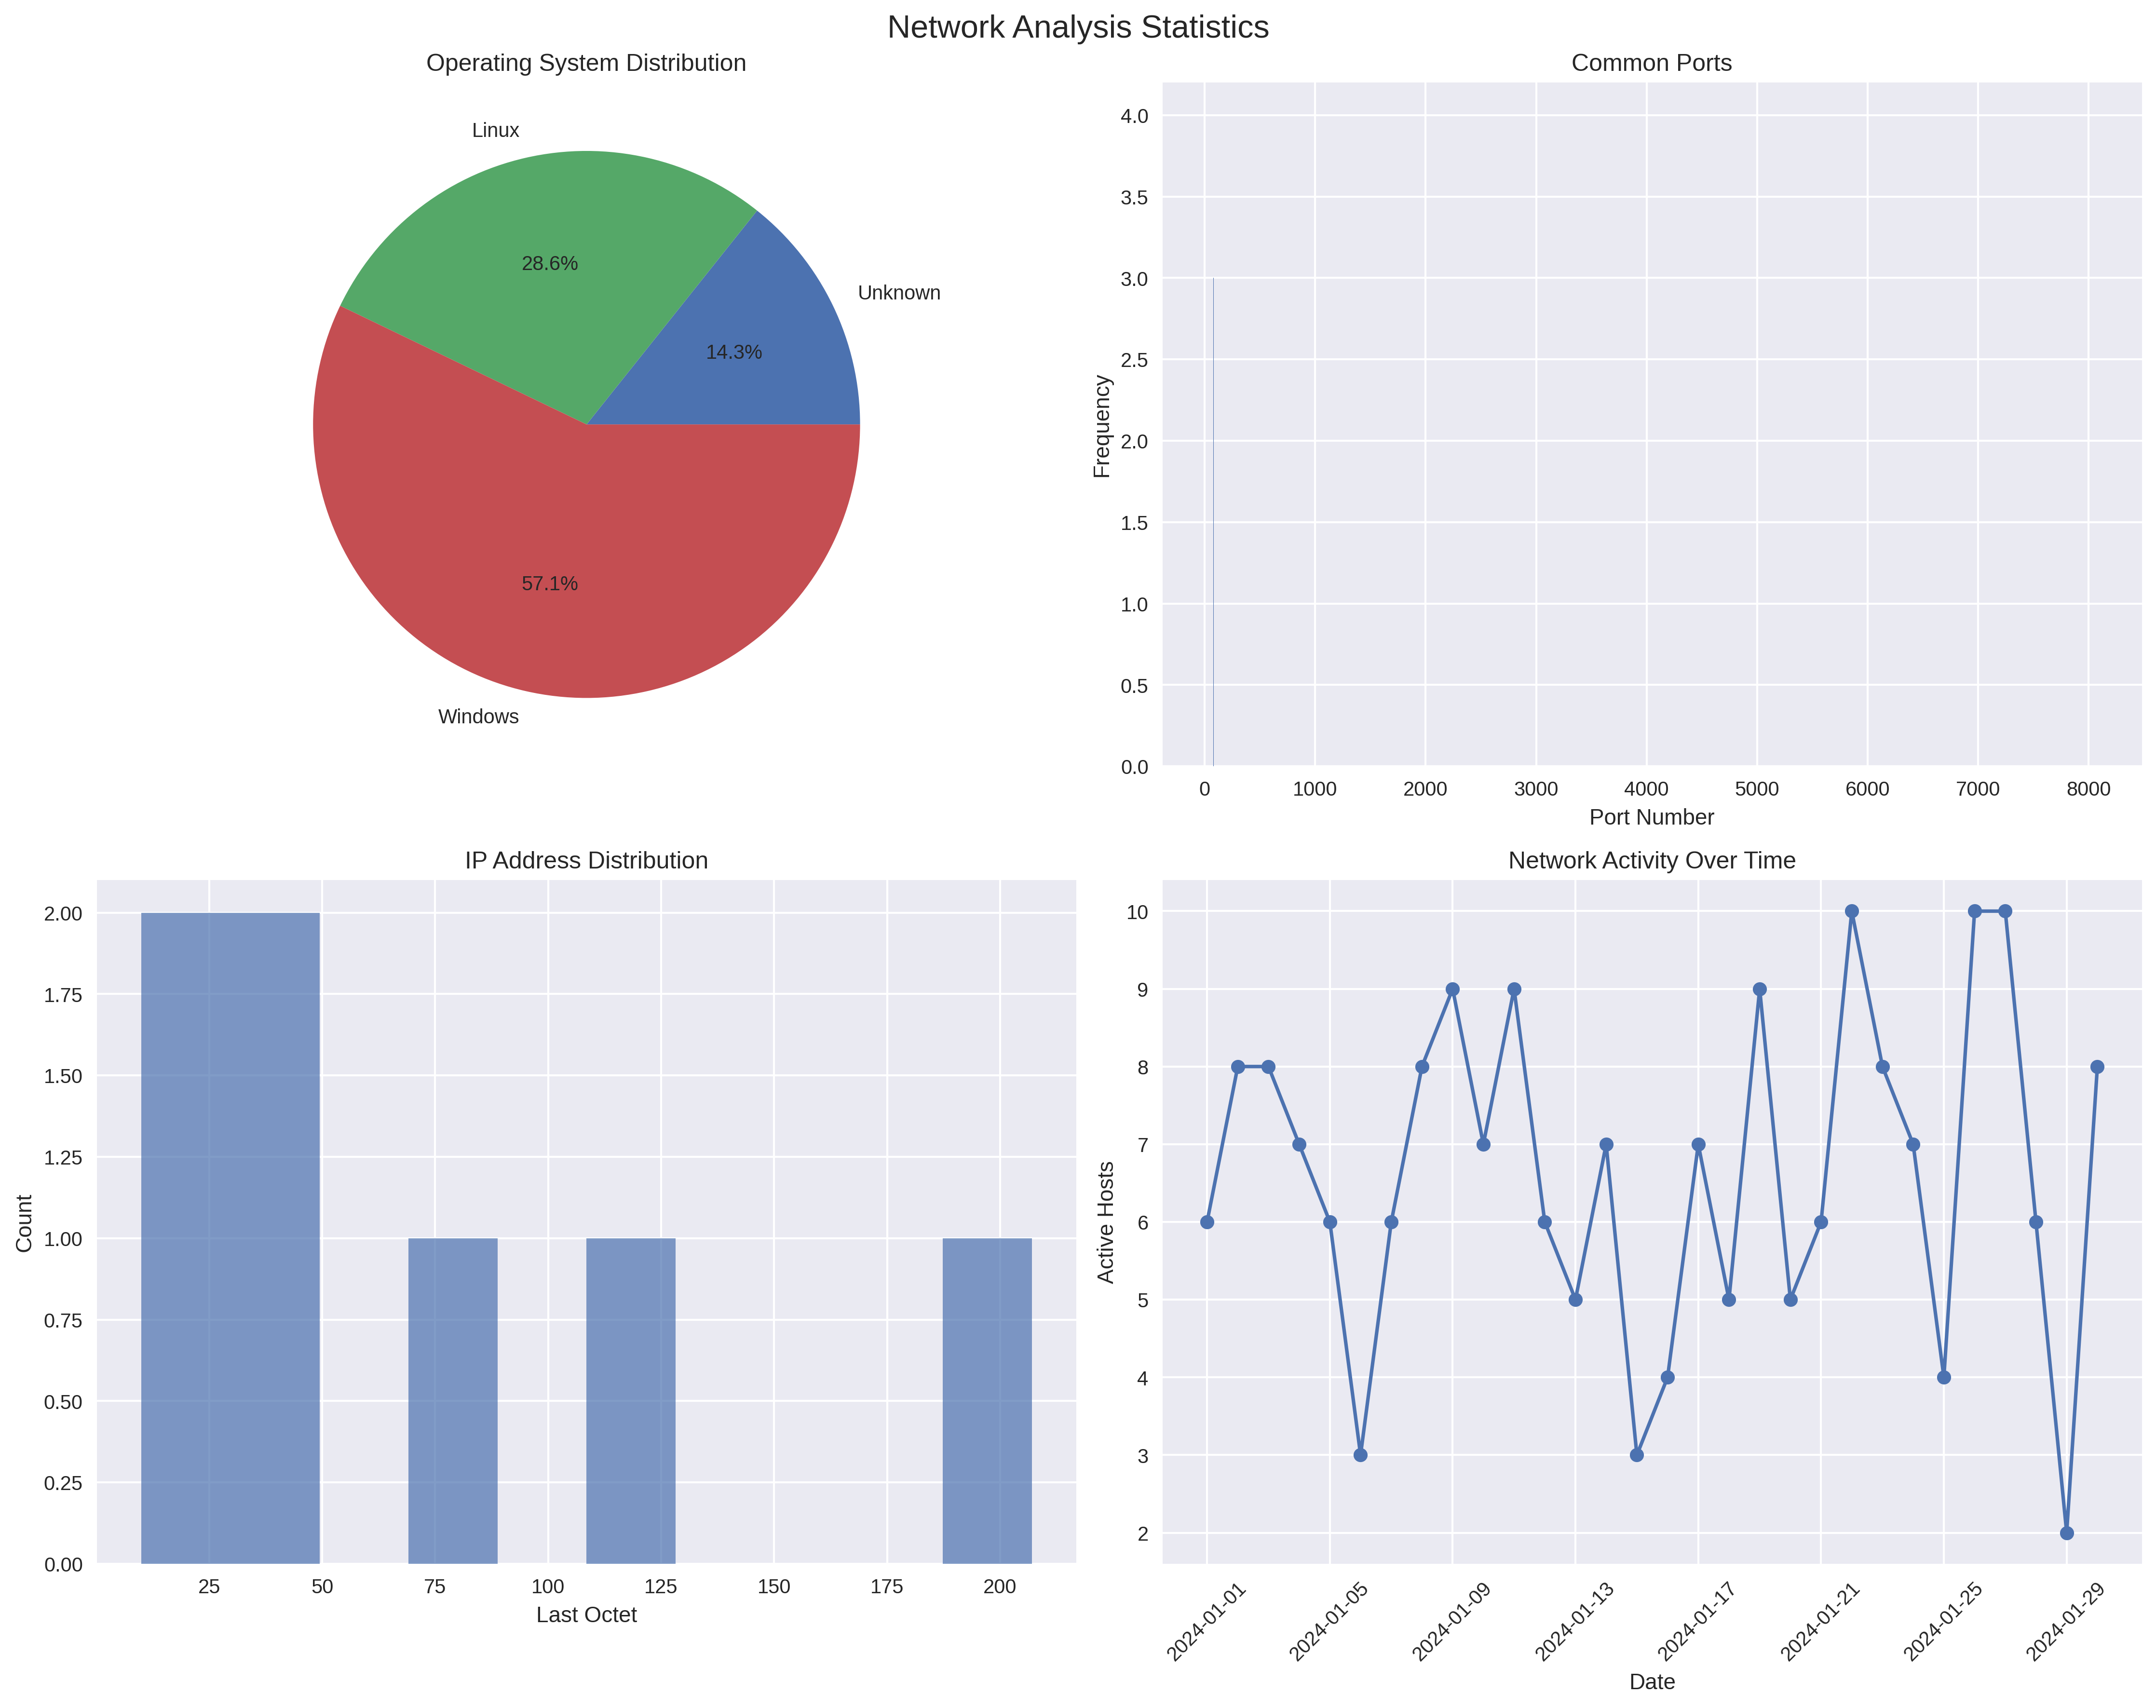 Network Analysis Statistics
Operating System Distribution
Linux
Unknown
28.6%
14.3%
57.1%
Windows
Common Ports
4.0
3.5
3.0
2.5
2.0
1.5
1.0
0.5
0.0
Frequency
0 1000 2000 3000 4000 5000 6000 7000 8000
Port Number
IP Address Distribution
2.00
1.75
1.50
1.25
1.00
0.75
0.50
0.25
0.00
Count
25 50 75 100 125 150 175 200
Last Octet
Network Activity Over Time
10
9
8
7
6
5
4
3
2
Active Hosts
2024-01-01 2024-01-05 2024-01-09 2024-01-13 2024-01-17 2024-01-21 2024-01-25 2024-01-29
Date